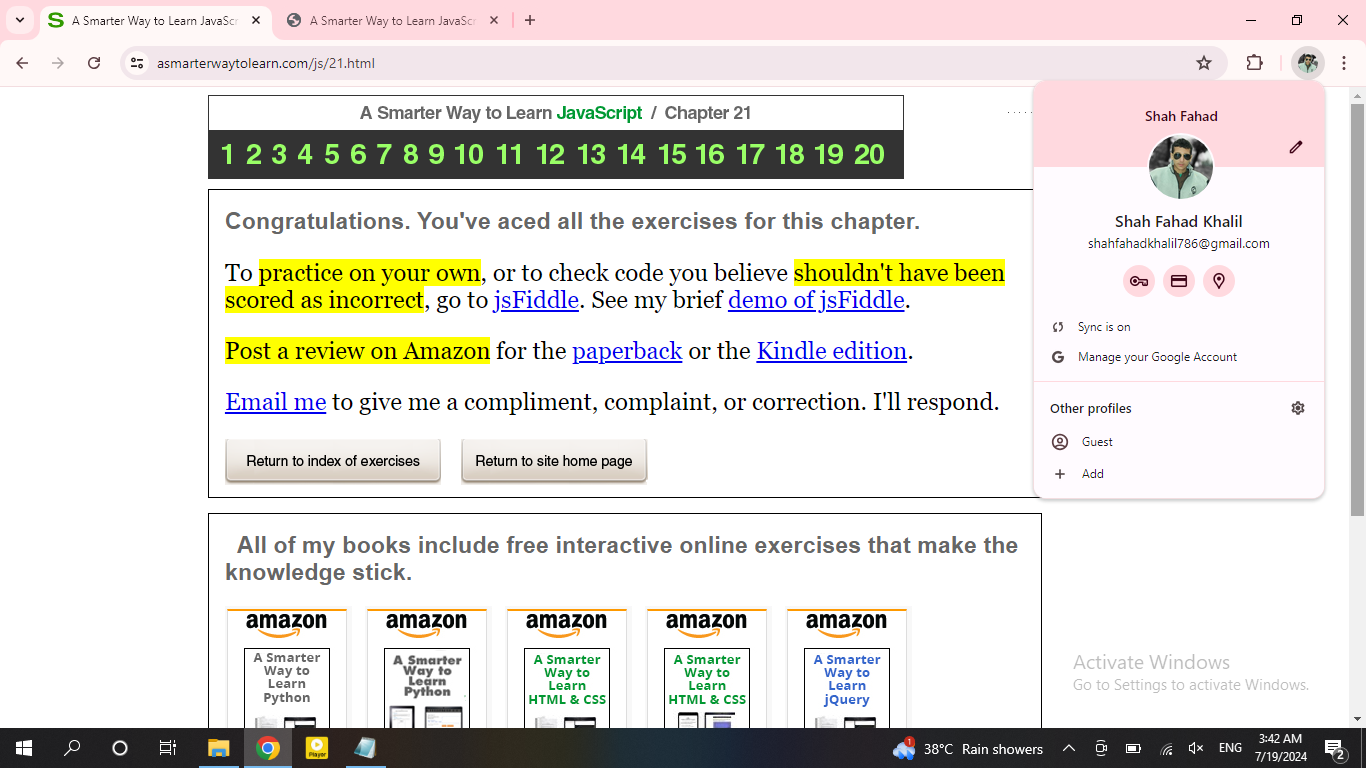 A Smarter Way to Learn JavaSc
A Smarter Way to Learn JavaSc
asmarterwaytolearn.com/js/21.html
A Smarter Way to Learn JavaScript / Chapter 21
1 2 3 4 5 6 7 8 9 10 11 12 13 14 15 16 17 18 19 20
Congratulations. You've aced all the exercises for this chapter.
To practice on your own, or to check code you believe shouldn't have been
scored as incorrect, go to jsFiddle. See my brief demo of jsFiddle.
Post a review on Amazon for the paperback or the Kindle edition.
Email me to give me a compliment, complaint, or correction. I'll respond.
Return to index of exercises
Return to site home page
Shah Fahad
Shah Fahad Khalil
shahfahadkhalil786@gmail.com
Sync is on
Manage your Google Account
Other profiles
Guest
Add
All of my books include free interactive online exercises that make the
knowledge stick.
amazon
A Smarter
Way to
Learn
Python
amazon
A Smarter
Way to
Learn
Python
amazon
A Smarter
Way to
Learn
HTML & CSS
amazon
A Smarter
Way to
Learn
HTML & CSS
amazon
A Smarter
Way to
Learn
jQuery
Activate Windows
Go to Settings to activate Windows.
Player
1
38°C Rain showers
ENG
3:42 AM
7/19/2024
2